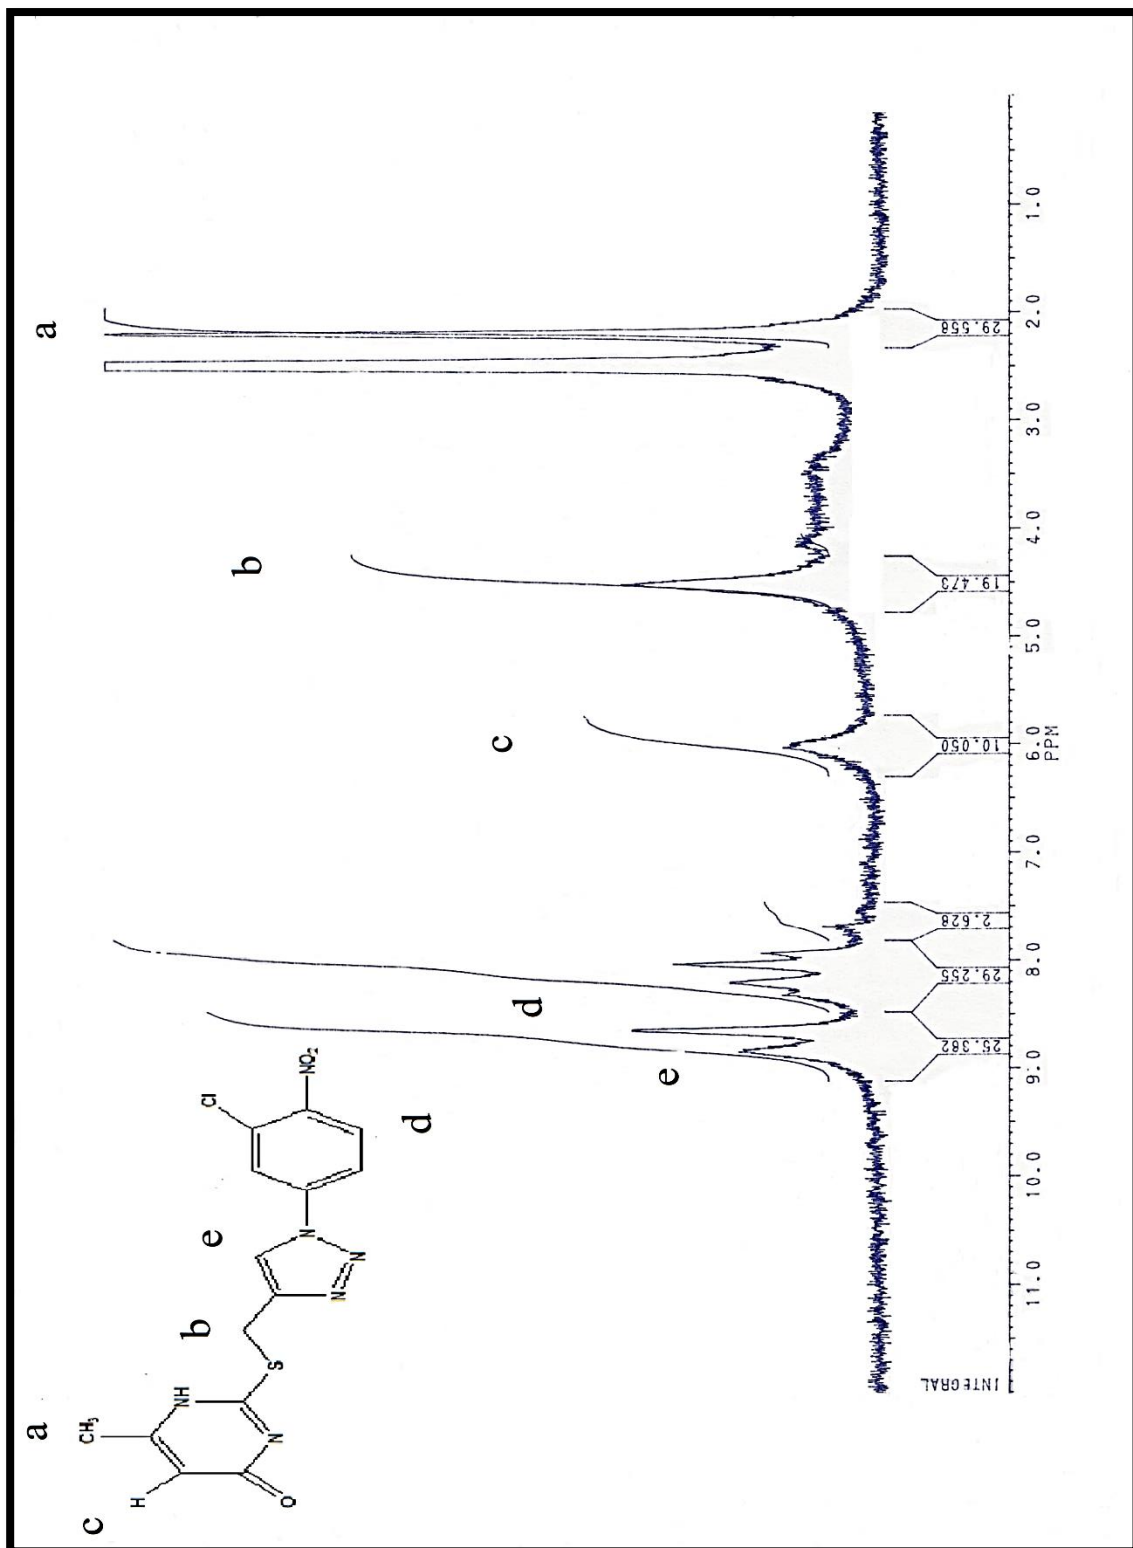 a
a
c
CH₃
H
NH
b
b
e
Cl
S
O
N
N
NO₂
N
N
d
c
d
e
INTEGRAL
25.382
29.255
2.628
10.050
19.473
29.558
11.0 10.0 9.0 8.0 7.0 6.0 5.0 4.0 3.0 2.0 1.0
PPM